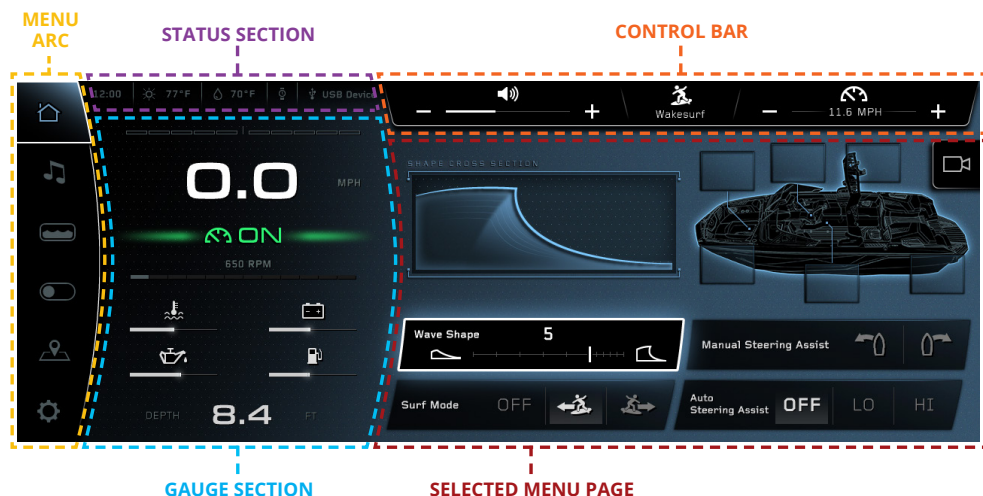 MENU
ARC
STATUS SECTION
CONTROL BAR
12:00 77°F 70°F USB Device
Wakesurf
11.6 MPH
SHAPE CROSS SECTION
0.0 MPH
ON
650 RPM
Wave Shape 5
Manual Steering Assist
Surf Mode OFF
Auto
Steering Assist OFF LO HI
DEPTH 8.4 FT
GAUGE SECTION
SELECTED MENU PAGE